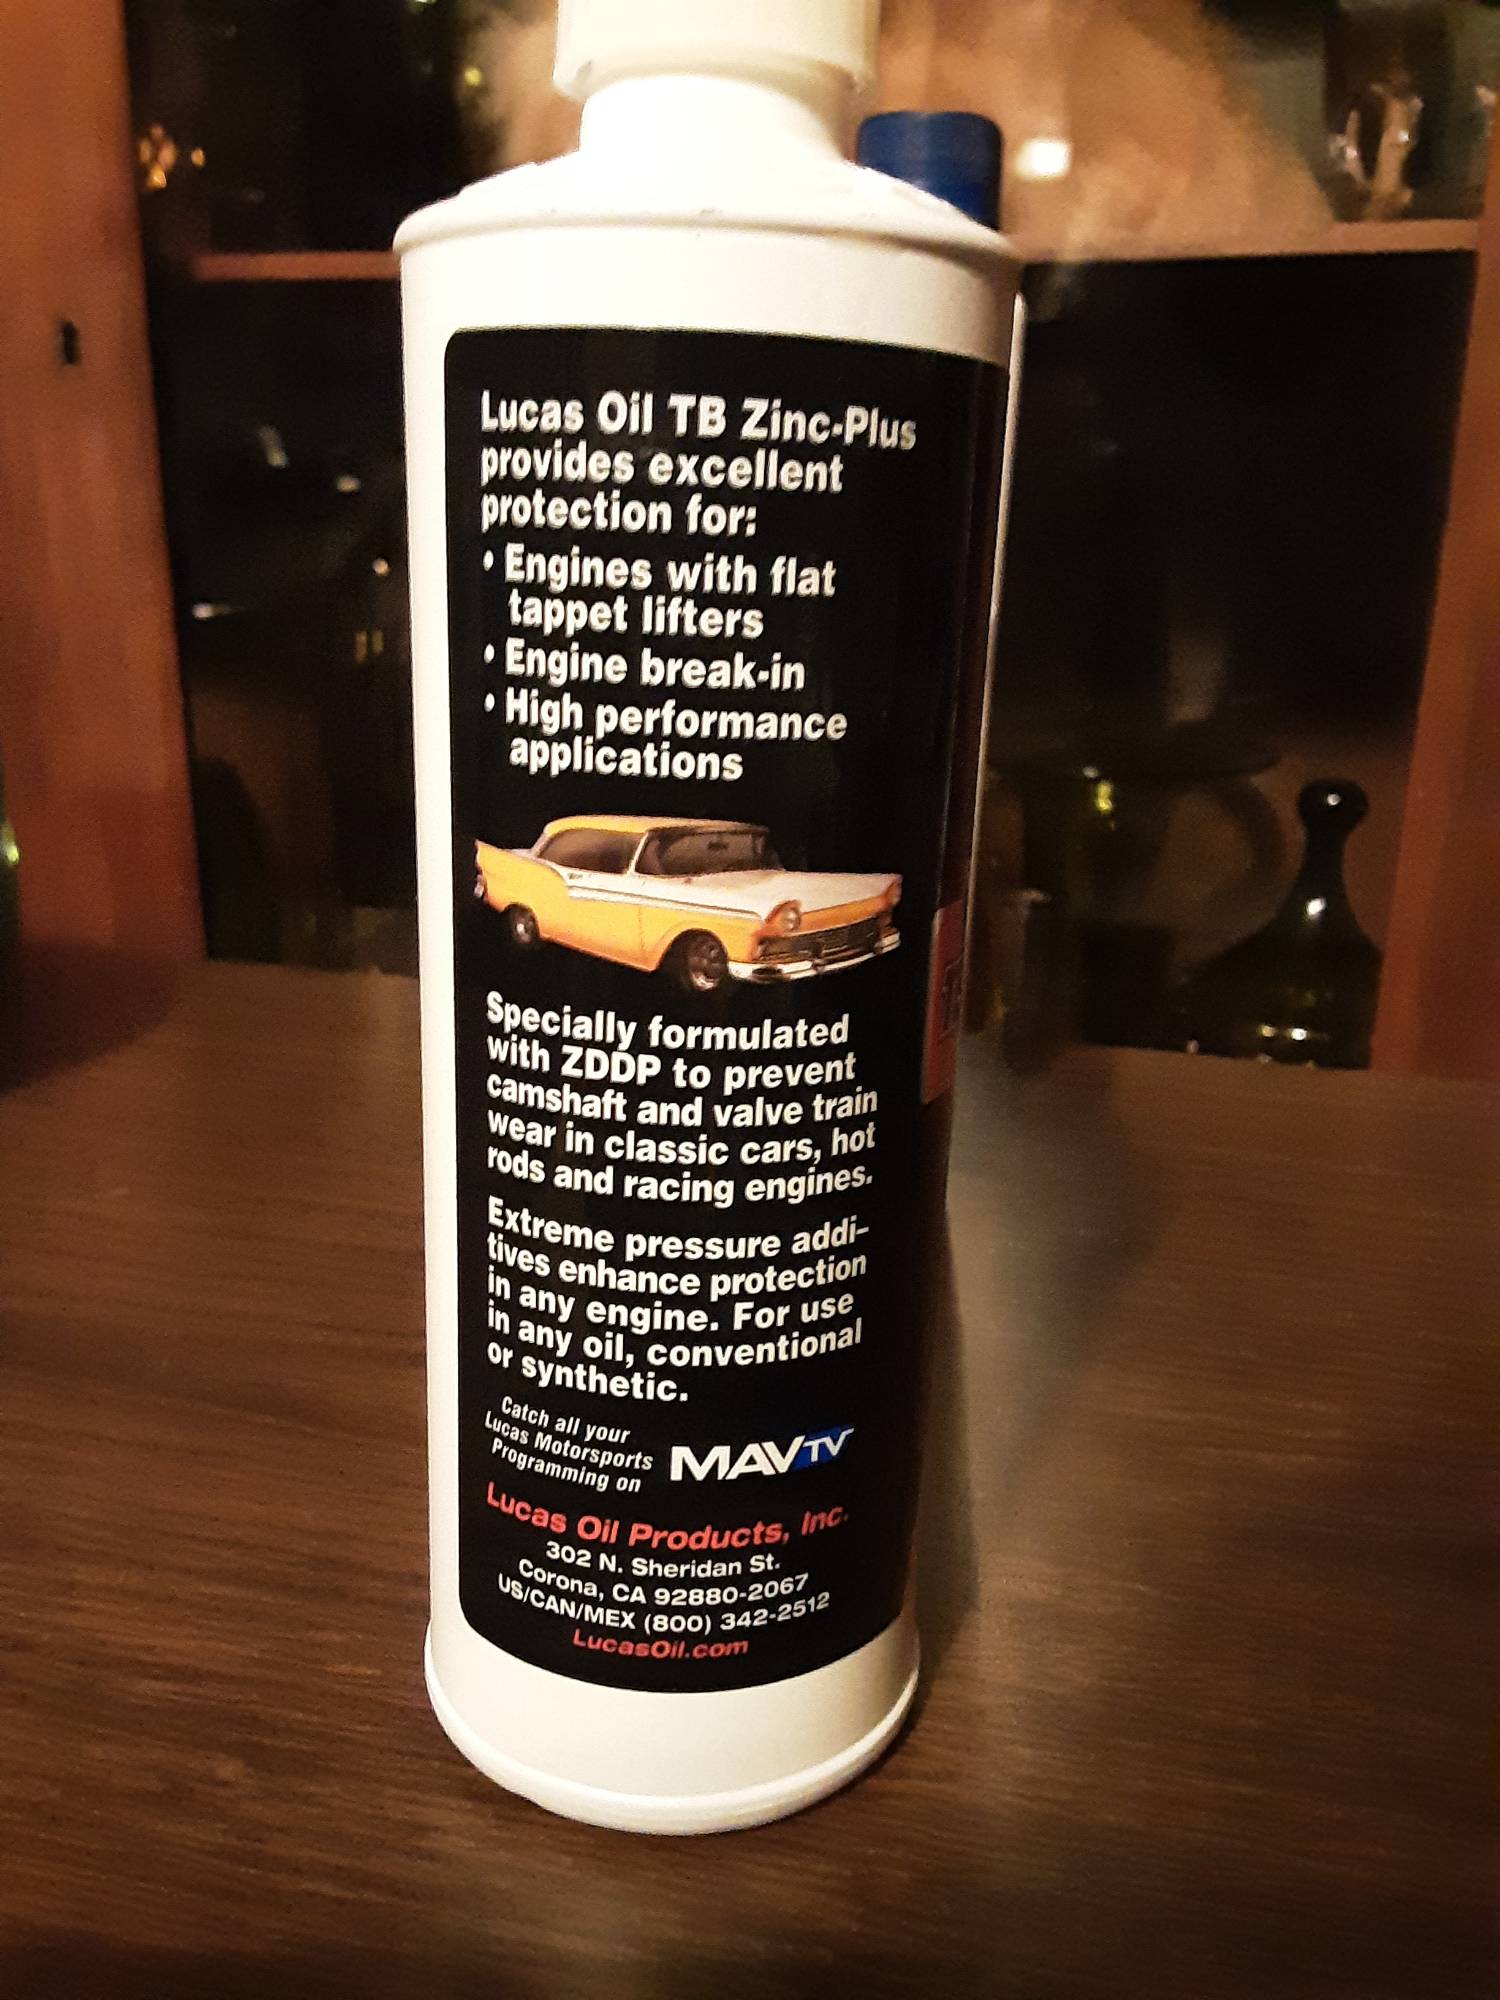 Lucas Oil TB Zinc-Plus
provides excellent
protection for:
• Engines with flat
tappet lifters
• Engine break-in
• High performance
applications
Specially formulated
with ZDDP to prevent
camshaft and valve train
wear in classic cars, hot
rods and racing engines.
Extreme pressure addi-
tives enhance protection
in any engine. For use
in any oil, conventional
or synthetic.
Catch all your
Lucas Motorsports
Programming on
MAVTV
Lucas Oil Products, Inc.
302 N. Sheridan St.
Corona, CA 92880-2067
US/CAN/MEX (800) 342-2512
LucasOil.com